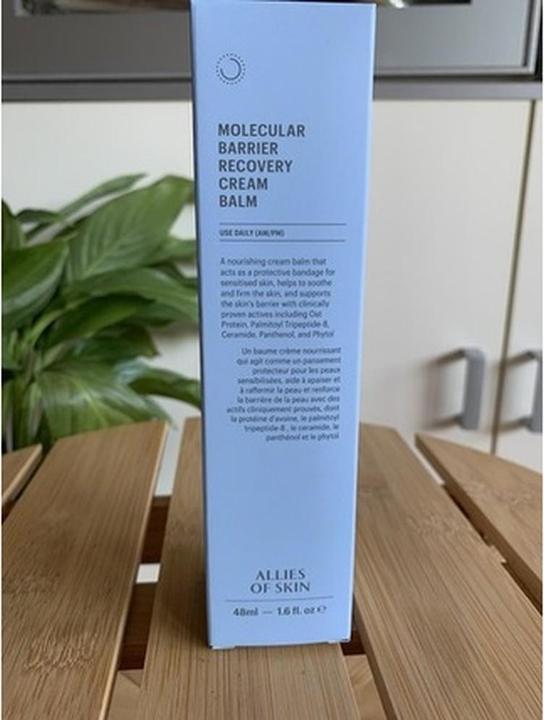 MOLECULAR
BARRIER
RECOVERY
CREAM
BALM
USE DAILY (AM/PM)
A nourishing cream balm that
acts as a protective bandage for
sensitised skin, helps to soothe
and firm the skin, and supports
the skin's barrier with clinically
proven actives including Oat
Protein, Palmitoyl Tripeptide-8,
Ceramide, Panthenol, and Phytol
Un baume crème nourrissant
qui agit comme un pansement
protecteur pour les peaux
sensibilisées, aide à apaiser et
à raffermir la peau et renforce
la barrière de la peau avec des
actifs cliniquement prouvés, dont
la protéine d'avoine, le palmitoyl
tripeptide-8, le ceramide, le
panthénol et le phytol
ALLIES
OF SKIN
48ml — 1.6 fl. oz ℮